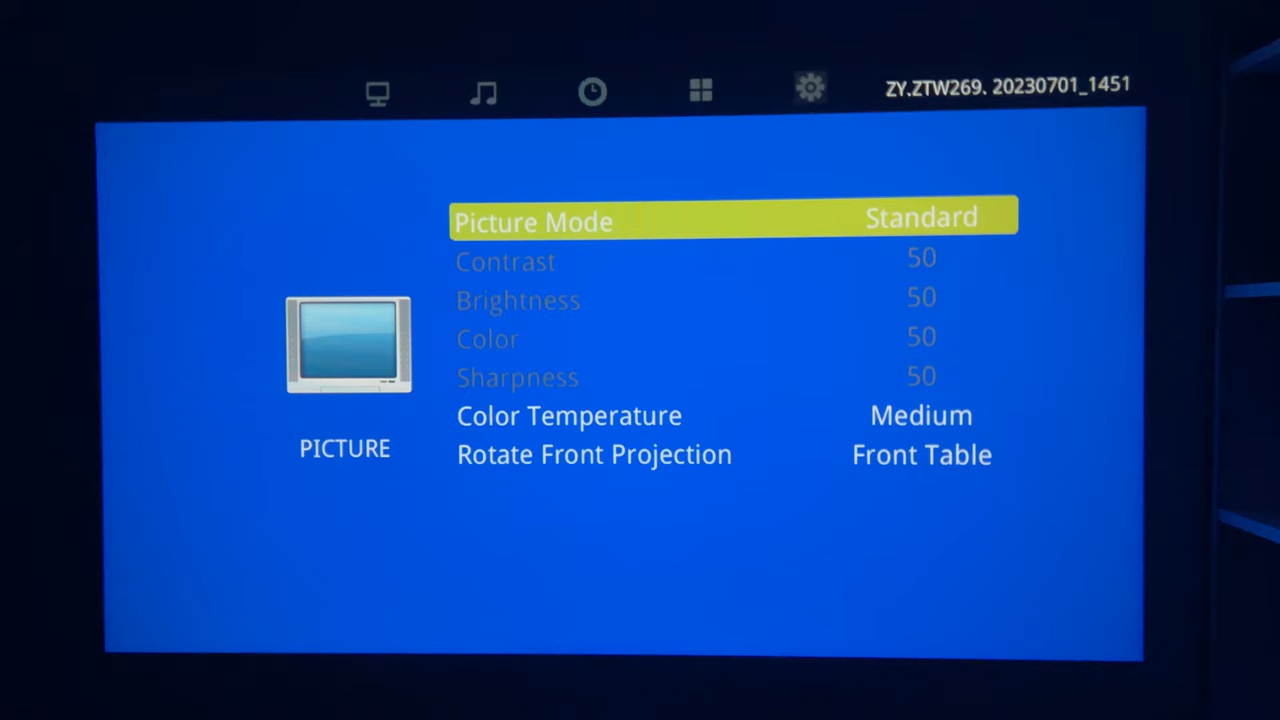 ZY.ZTW269. 20230701_1451
Picture Mode Standard
Contrast 50
Brightness 50
Color 50
Sharpness 50
Color Temperature Medium
Rotate Front Projection Front Table
PICTURE